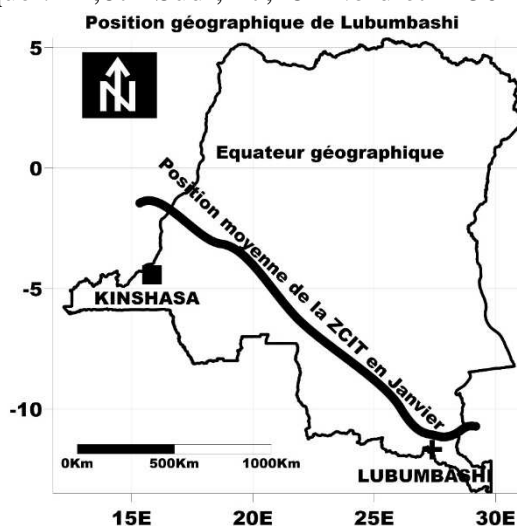 Position géographique de Lubumbashi
5
N
Equateur géographique
0
Position moyenne de la ZCIT en Janvier
-5
KINSHASA
-10
0Km 500Km 1000Km
LUBUMBASHI
15E 20E 25E 30E